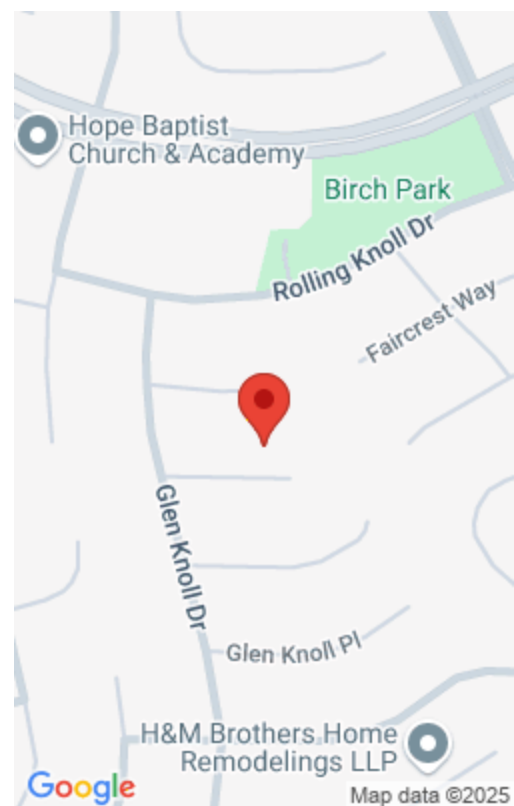 Hope Baptist
Church & Academy
Birch Park
Rolling Knoll Dr
Faircrest Way
Glen Knoll Dr
Glen Knoll Pl
H&M Brothers Home
Remodelings LLP
Google
Map data ©2025